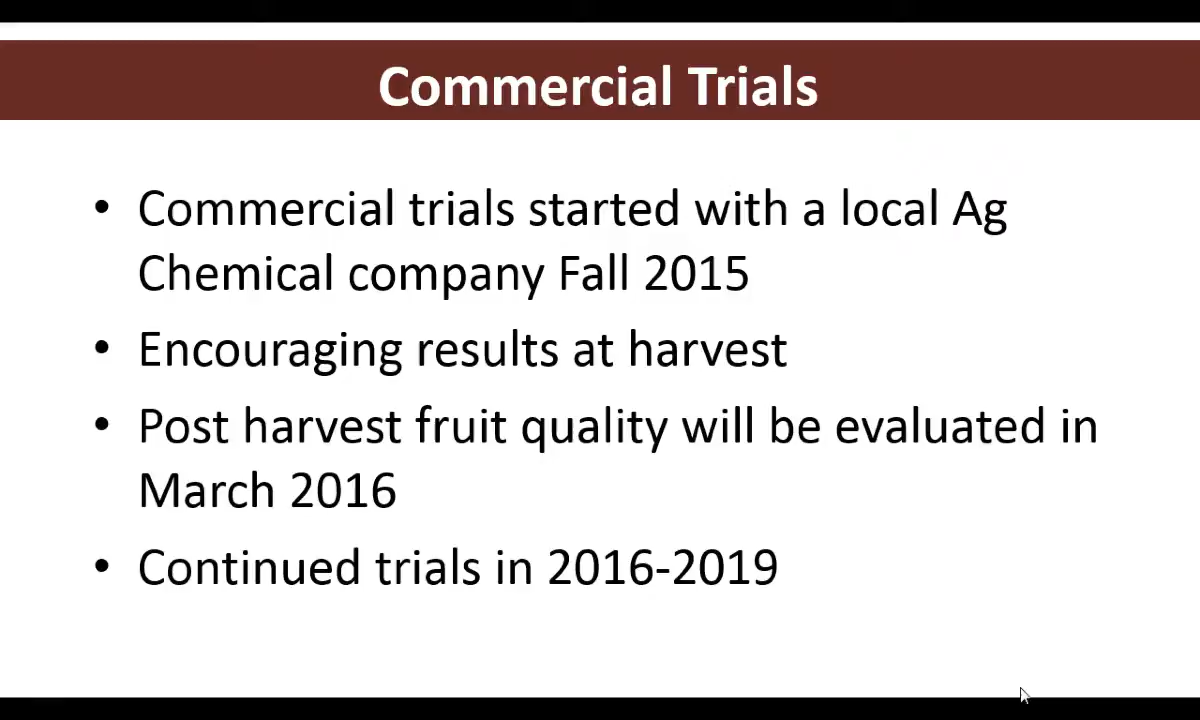 Commercial Trials
• Commercial trials started with a local Ag
Chemical company Fall 2015
• Encouraging results at harvest
• Post harvest fruit quality will be evaluated in
March 2016
• Continued trials in 2016-2019